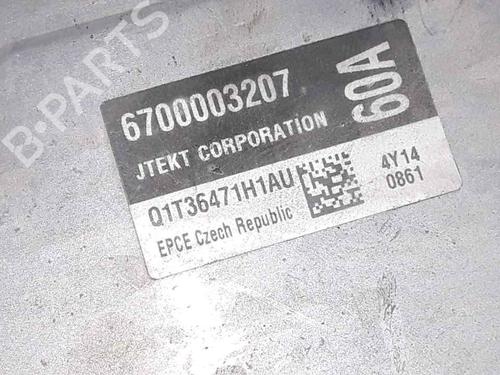 B-PARTS
6700003207
60A
JTEKT CORPORATION
Q1T36471H1AU
4Y14
0861
EPCE Czech Republic